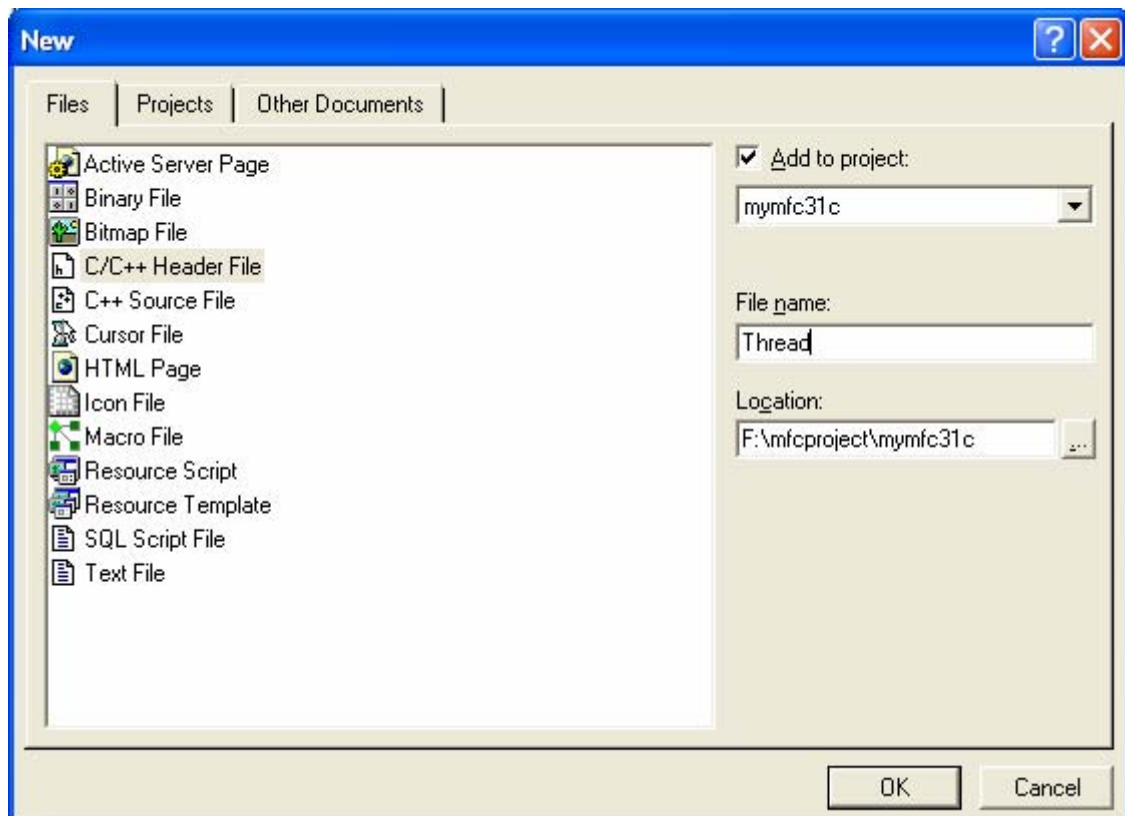 New
Files
Projects
Other Documents
Active Server Page
Binary File
Bitmap File
C/C++ Header File
C++ Source File
Cursor File
HTML Page
Icon File
Macro File
Resource Script
Resource Template
SQL Script File
Text File
Add to project:
mymfc31c
File name:
Thread
Location:
F:\mfcproject\mymfc31c
...
OK
Cancel